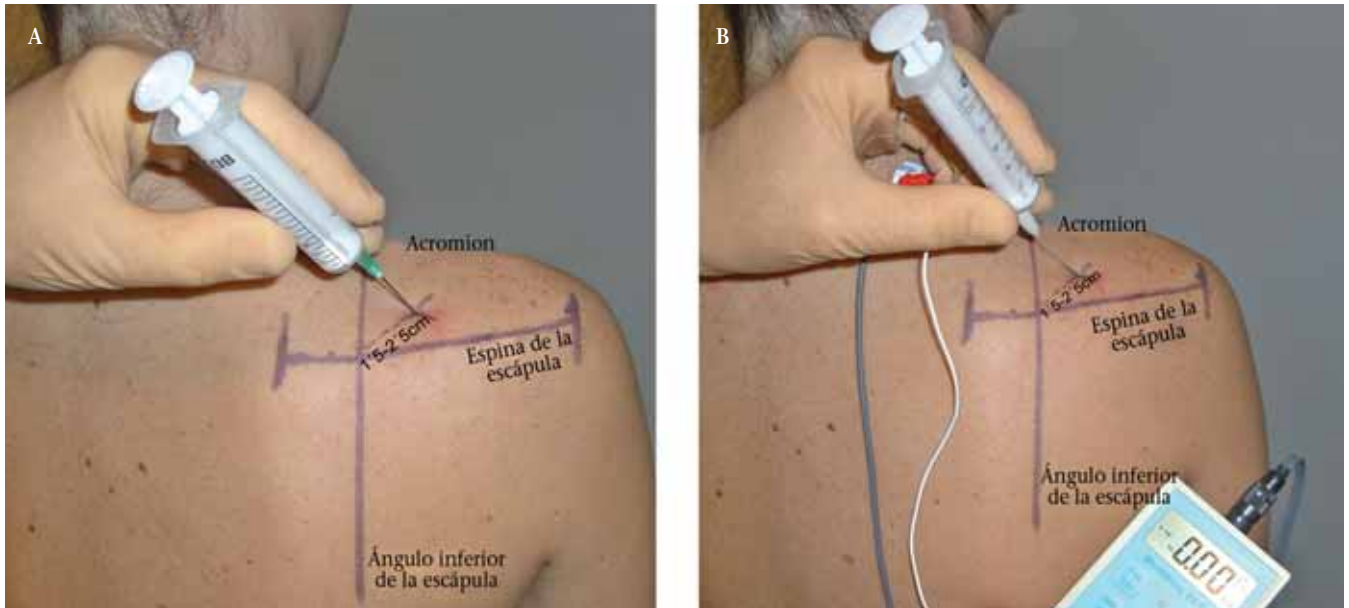 A
Acromion
1'5-2'5cm
Espina de la
escápula
Ángulo inferior
de la escápula
B
Acromion
1'5-2'5cm
Espina de la
escápula
Ángulo inferior
de la escápula
-0.00